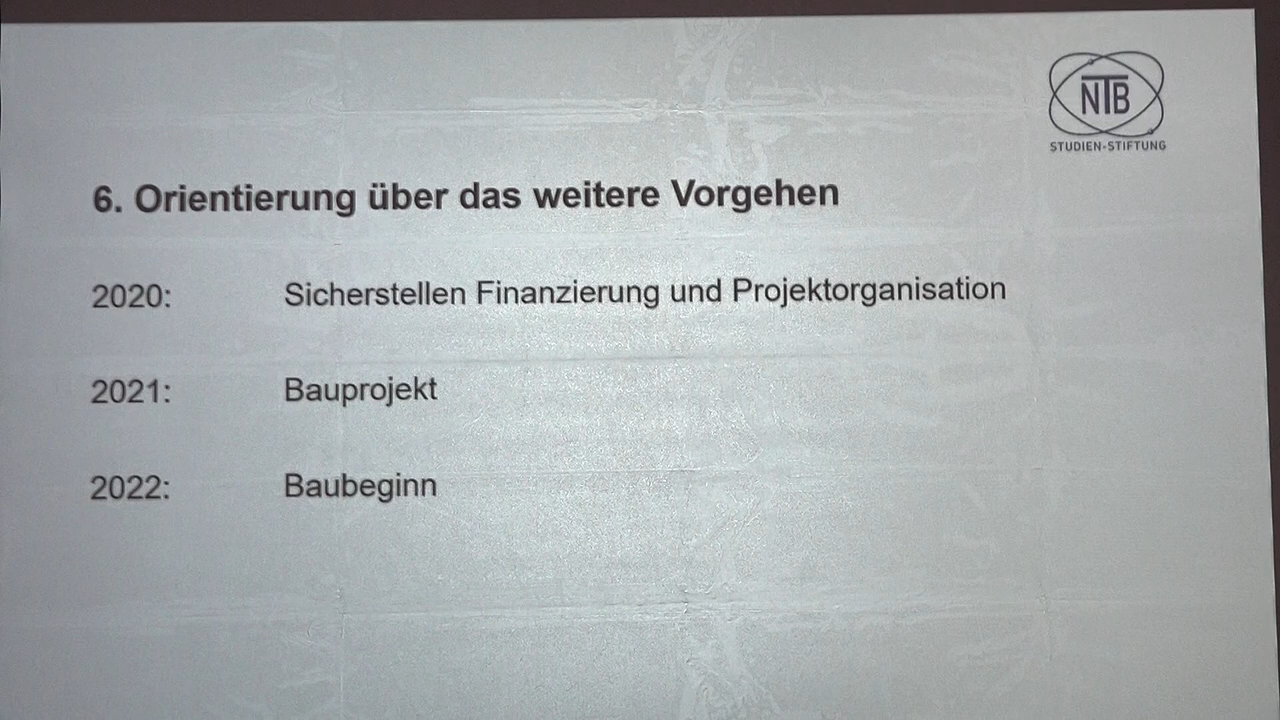 NTB
STUDIEN-STIFTUNG
6. Orientierung über das weitere Vorgehen
2020: Sicherstellen Finanzierung und Projektorganisation
2021: Bauprojekt
2022: Baubeginn